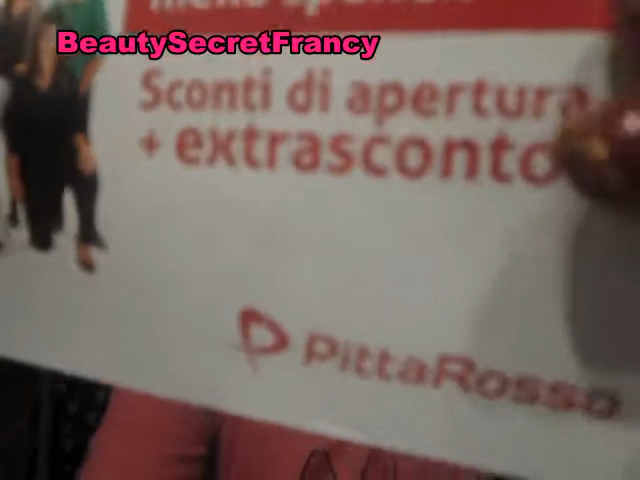 BeautySecretFrancy
Sconti di apertura
+ extrasconto
PittaRosso